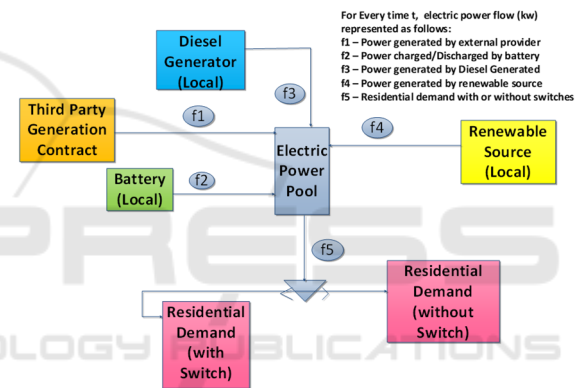 For Every time t, electric power flow (kw)
represented as follows:
f1 – Power generated by external provider
f2 – Power charged/Discharged by battery
f3 – Power generated by Diesel Generated
f4 – Power generated by renewable source
f5 – Residential demand with or without switches
Diesel
Generator
(Local)
f3
Third Party
Generation
Contract
f1
f4
Renewable
Source
(Local)
Electric
Power
Pool
Battery
(Local)
f2
f5
Residential
Demand
(without
Switch)
Residential
Demand
(with
Switch)
PRESS
OLOGY PUBLICATIONS